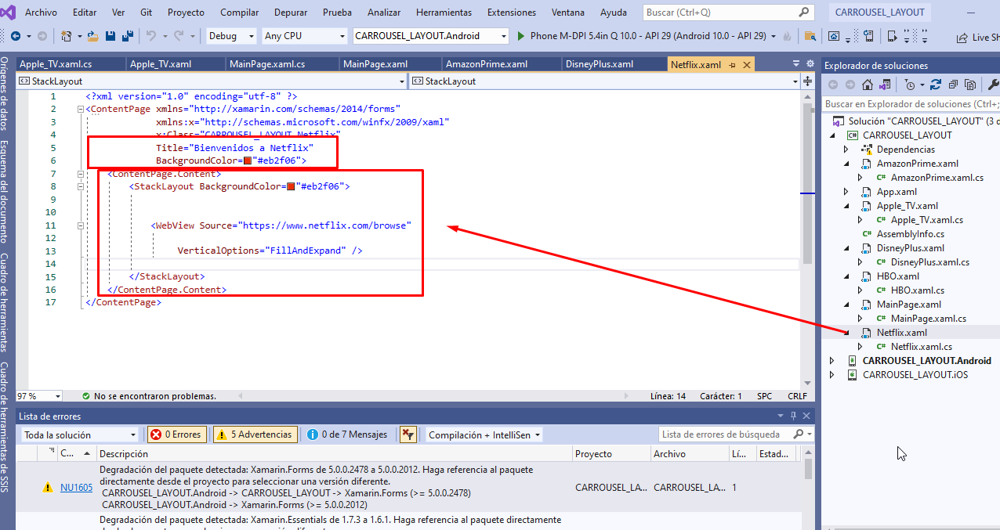 Archivo Editar Ver Git Proyecto Compilar Depurar Prueba Analizar Herramientas Extensiones Ventana Ayuda Buscar (Ctrl+Q) CARROUSEL_LAYOUT
Debug Any CPU CARROUSEL_LAYOUT.Android Phone M-DPI 5.4in Q 10.0 - API 29 (Android 10.0 - API 29) Live Sh
Orígenes de datos
Esquema del documento
Cuadro de herramientas
Cuadro de herramientas de SSIS
Apple_TV.xaml.cs Apple_TV.xaml MainPage.xaml.cs MainPage.xaml AmazonPrime.xaml DisneyPlus.xaml Netflix.xaml
StackLayout StackLayout
1 <?xml version="1.0" encoding="utf-8" ?>
2 <ContentPage xmlns="http://xamarin.com/schemas/2014/forms"
3 xmlns:x="http://schemas.microsoft.com/winfx/2009/xaml"
4 x:Class="CARROUSEL_LAYOUT.Netflix"
5 Title="Bienvenidos a Netflix"
6 BackgroundColor="#eb2f06">
7 <ContentPage.Content>
8 <StackLayout BackgroundColor="#eb2f06">
9
10
11 <WebView Source="https://www.netflix.com/browse"
12
13 VerticalOptions="FillAndExpand" />
14
15 </StackLayout>
16 </ContentPage.Content>
17 </ContentPage>
97 % No se encontraron problemas. Línea: 14 Carácter: 1 SPC CRLF
Explorador de soluciones
Buscar en Explorador de soluciones (Ctrl+;
Solución "CARROUSEL_LAYOUT" (3 d
CARROUSEL_LAYOUT
Dependencias
AmazonPrime.xaml
AmazonPrime.xaml.cs
App.xaml
Apple_TV.xaml
Apple_TV.xaml.cs
AssemblyInfo.cs
DisneyPlus.xaml
DisneyPlus.xaml.cs
HBO.xaml
HBO.xaml.cs
MainPage.xaml
MainPage.xaml.cs
Netflix.xaml
Netflix.xaml.cs
CARROUSEL_LAYOUT.Android
CARROUSEL_LAYOUT.iOS
Lista de errores
Toda la solución 0 Errores 5 Advertencias 0 de 7 Mensajes Compilación + IntelliSen Lista de errores de búsqueda
C... Descripción Proyecto Archivo Lí... Estad...
Degradación del paquete detectada: Xamarin.Forms de 5.0.0.2478 a 5.0.0.2012. Haga referencia al paquete
directamente desde el proyecto para seleccionar una versión diferente.
NU1605 CARROUSEL_LAYOUT.Android -> CARROUSEL_LAYOUT -> Xamarin.Forms (>= 5.0.0.2478) CARROUSEL_LA... CARROUSEL_LA... 1
CARROUSEL_LAYOUT.Android -> Xamarin.Forms (>= 5.0.0.2012)
Degradación del paquete detectada: Xamarin.Essentials de 1.7.3 a 1.6.1. Haga referencia al paquete directamente